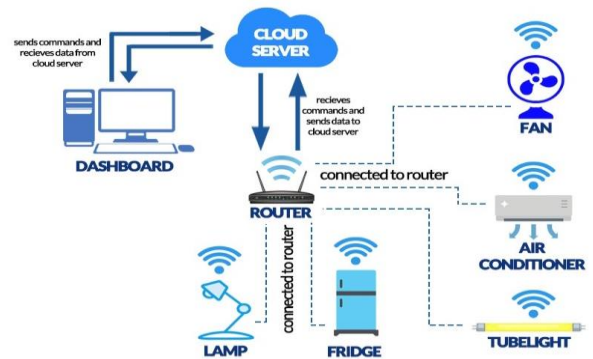 sends commands and
recieves data from
cloud server
CLOUD
SERVER
DASHBOARD
recieves
commands and
sends data to
cloud server
FAN
connected to router
ROUTER
AIR
CONDITIONER
connected to router
LAMP
FRIDGE
TUBELIGHT